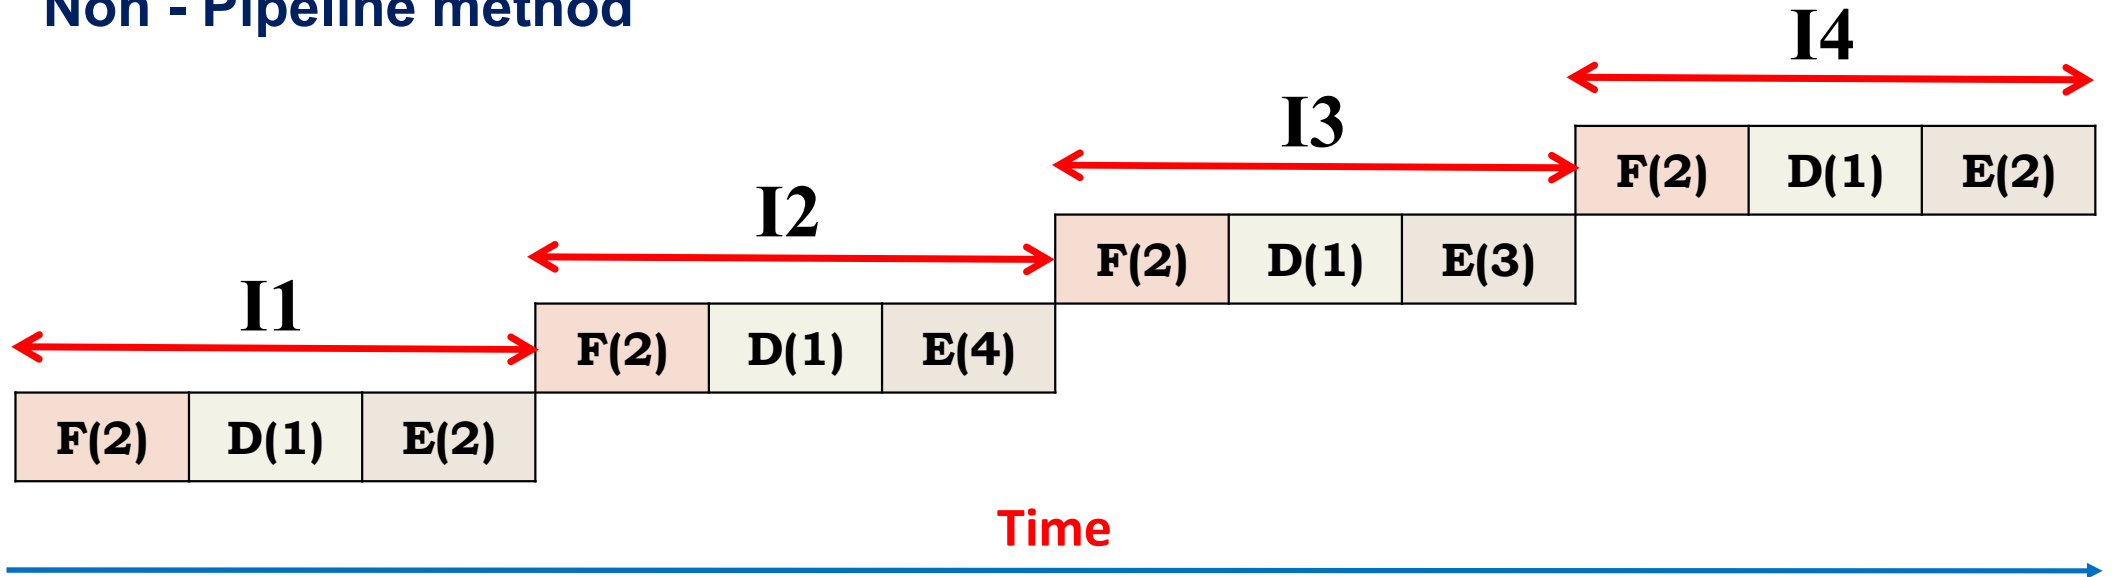 Non - Pipeline method
I4
I3
F(2) D(1) E(2)
I2
F(2) D(1) E(3)
I1
F(2) D(1) E(4)
F(2) D(1) E(2)
Time